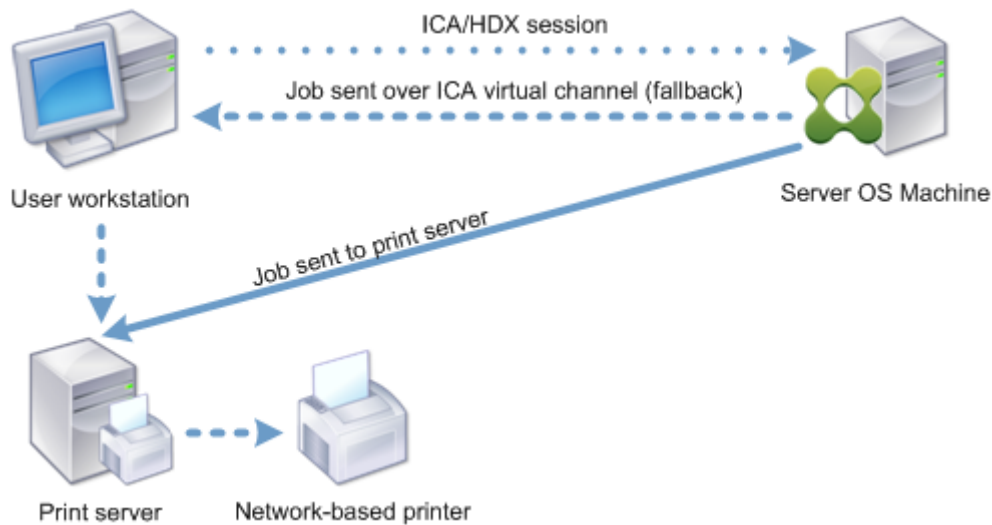 ICA/HDX session
Job sent over ICA virtual channel (fallback)
User workstation
Server OS Machine
Job sent to print server
Print server
Network-based printer